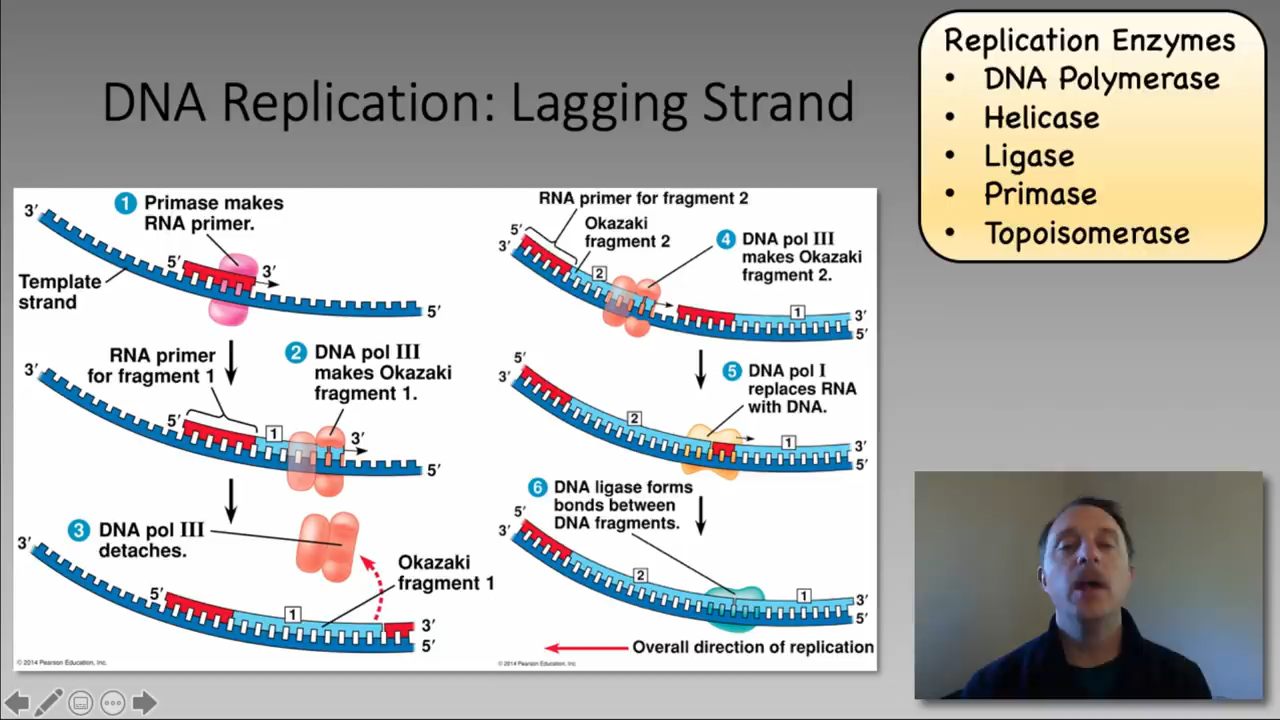 DNA Replication: Lagging Strand
Replication Enzymes
• DNA Polymerase
• Helicase
• Ligase
• Primase
• Topoisomerase
1 Primase makes
RNA primer.
3′
5′
3′
Template
strand
5′
RNA primer
for fragment 1
2 DNA pol III
makes Okazaki
fragment 1.
3′
5′
1
3′
5′
3 DNA pol III
detaches.
3′
Okazaki
fragment 1
5′
1
3′
5′
© 2014 Pearson Education, Inc.
RNA primer for fragment 2
Okazaki
fragment 2
5′
3′
2
4 DNA pol III
makes Okazaki
fragment 2.
1
3′
5′
5 DNA pol I
replaces RNA
with DNA.
5′
3′
2
1
3′
5′
6 DNA ligase forms
bonds between
DNA fragments.
5′
3′
2
1
3′
5′
Overall direction of replication
© 2014 Pearson Education, Inc.